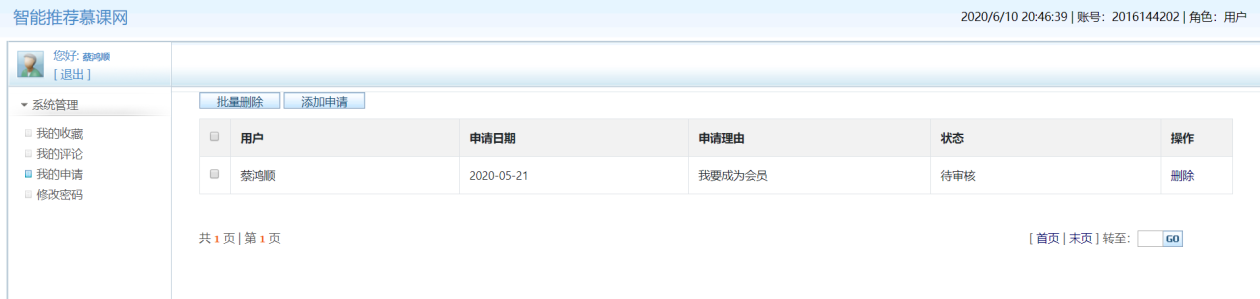 智能推荐慕课网
2020/6/10 20:46:39 | 账号：2016144202 | 角色：用户
您好: 蔡鸿顺
[ 退出 ]
系统管理
我的收藏
我的评论
我的申请
修改密码
批量删除 添加申请
用户 申请日期 申请理由 状态 操作
蔡鸿顺 2020-05-21 我要成为会员 待审核 删除
共 1 页 | 第 1 页
[ 首页 | 末页 ] 转至: GO